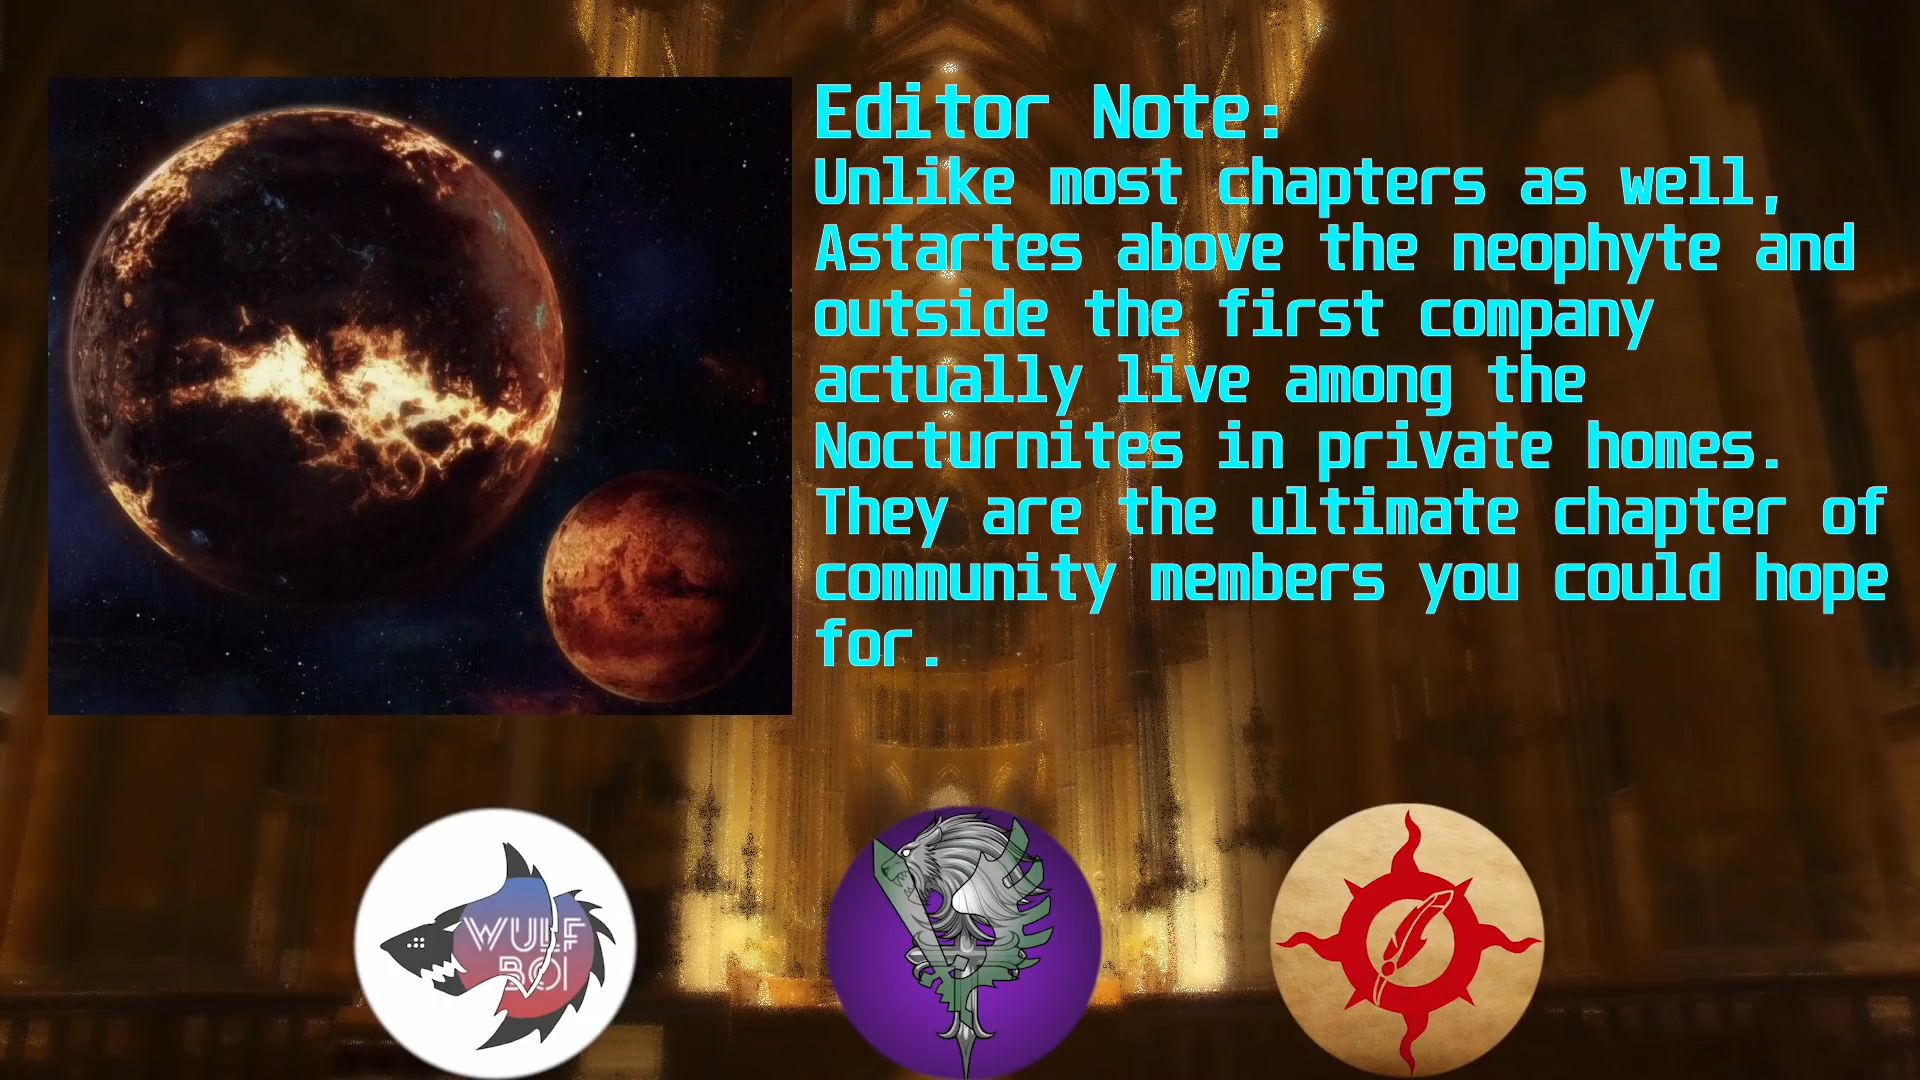 Editor Note:
Unlike most chapters as well,
Astartes above the neophyte and
outside the first company
actually live among the
Nocturnites in private homes.
They are the ultimate chapter of
community members you could hope
for.
WULF
BOI